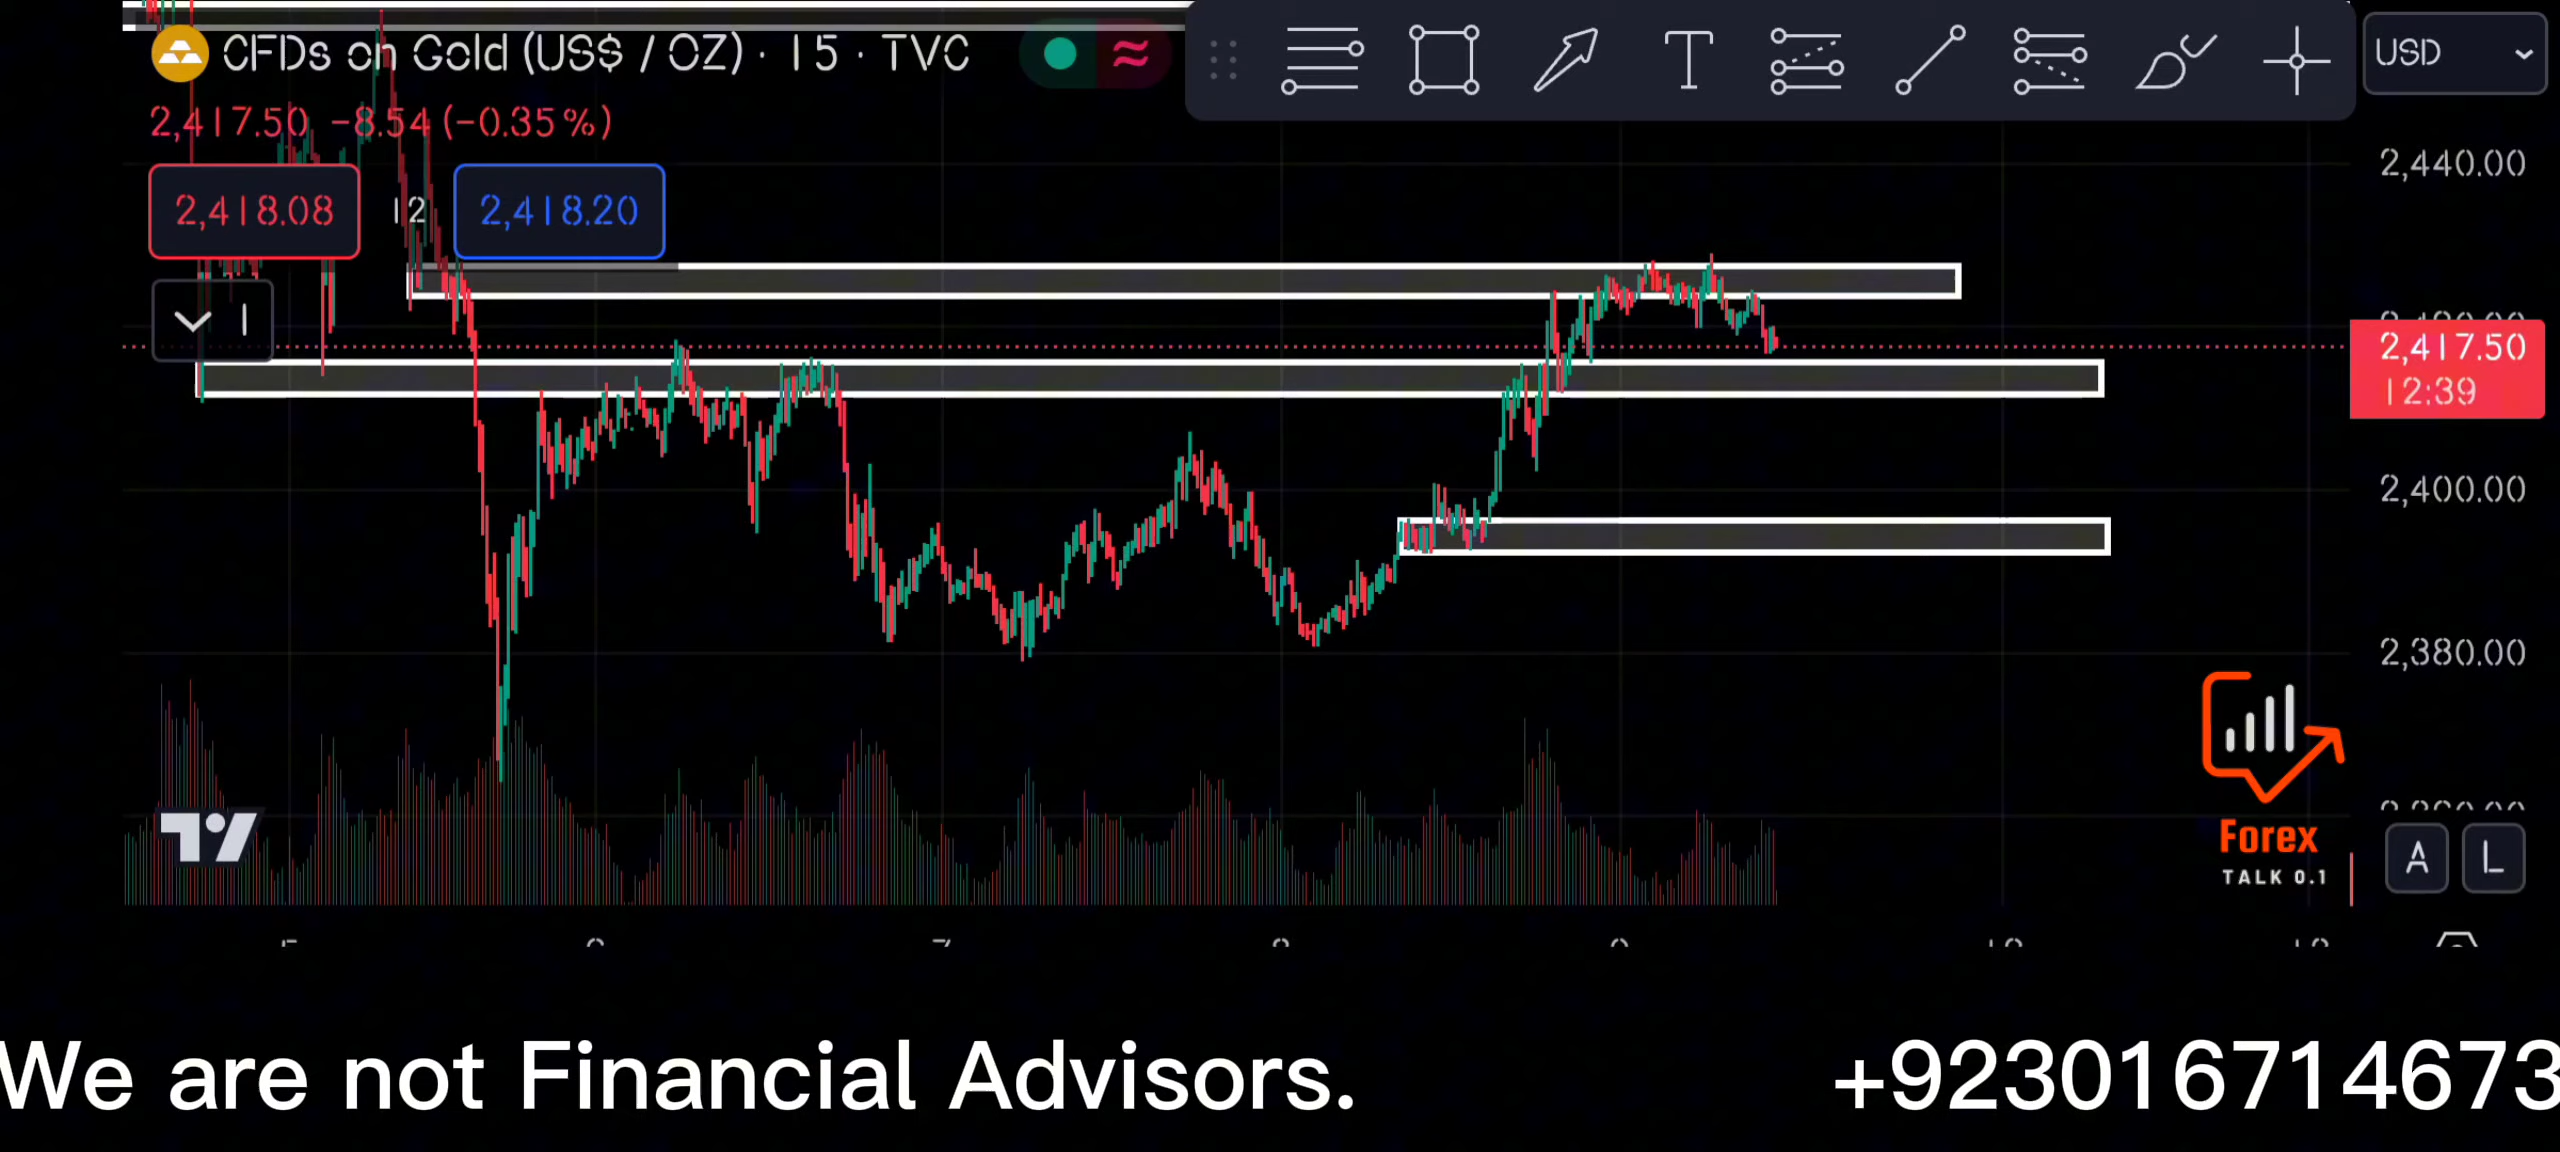 CFDs on Gold (US$ / OZ) · 15 · TVC
USD
2,417.50 −8.54 (−0.35%)
2,440.00
2,418.08
12
2,418.20
1
2,417.50
12:39
2,400.00
2,380.00
Forex
TALK 0.1
A
L
We are not Financial Advisors.
+923016714673